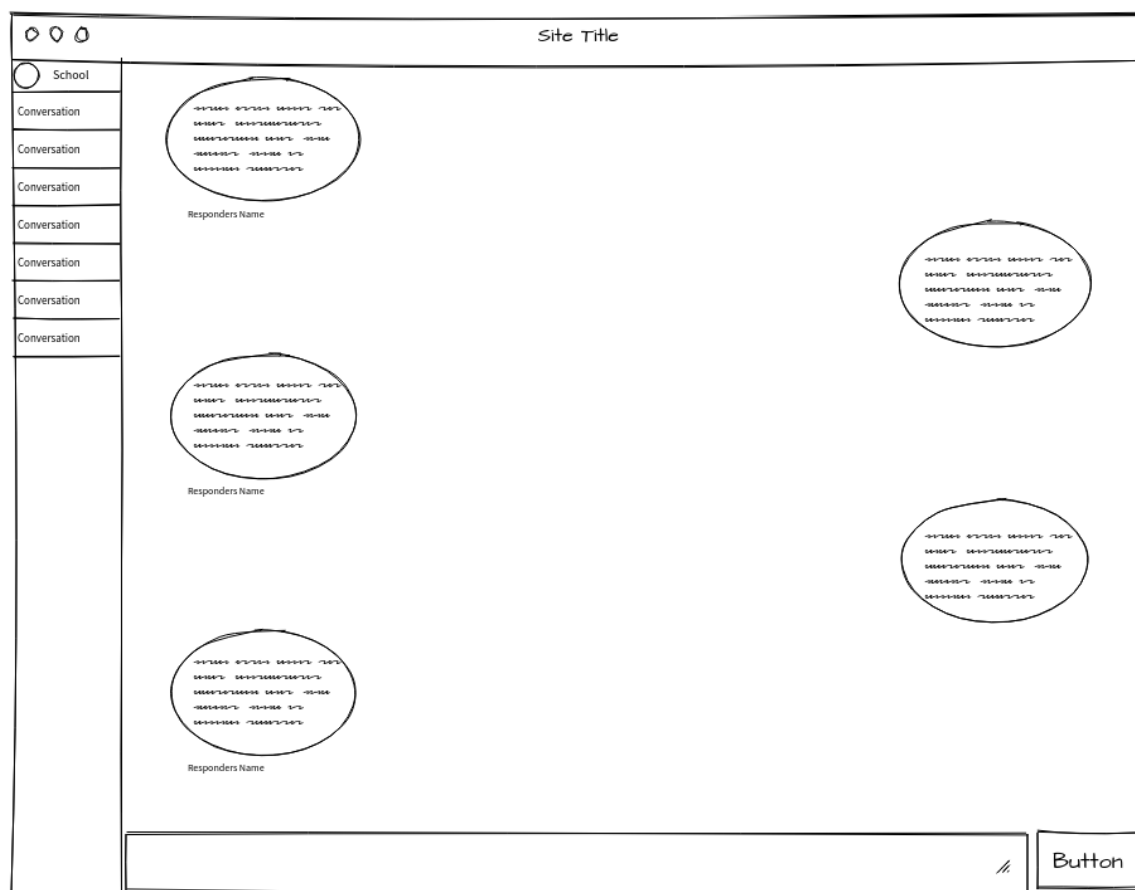 Site Title
School
Conversation
Conversation
Conversation
Conversation
Conversation
Conversation
Conversation
Responders Name
Responders Name
Responders Name
Button